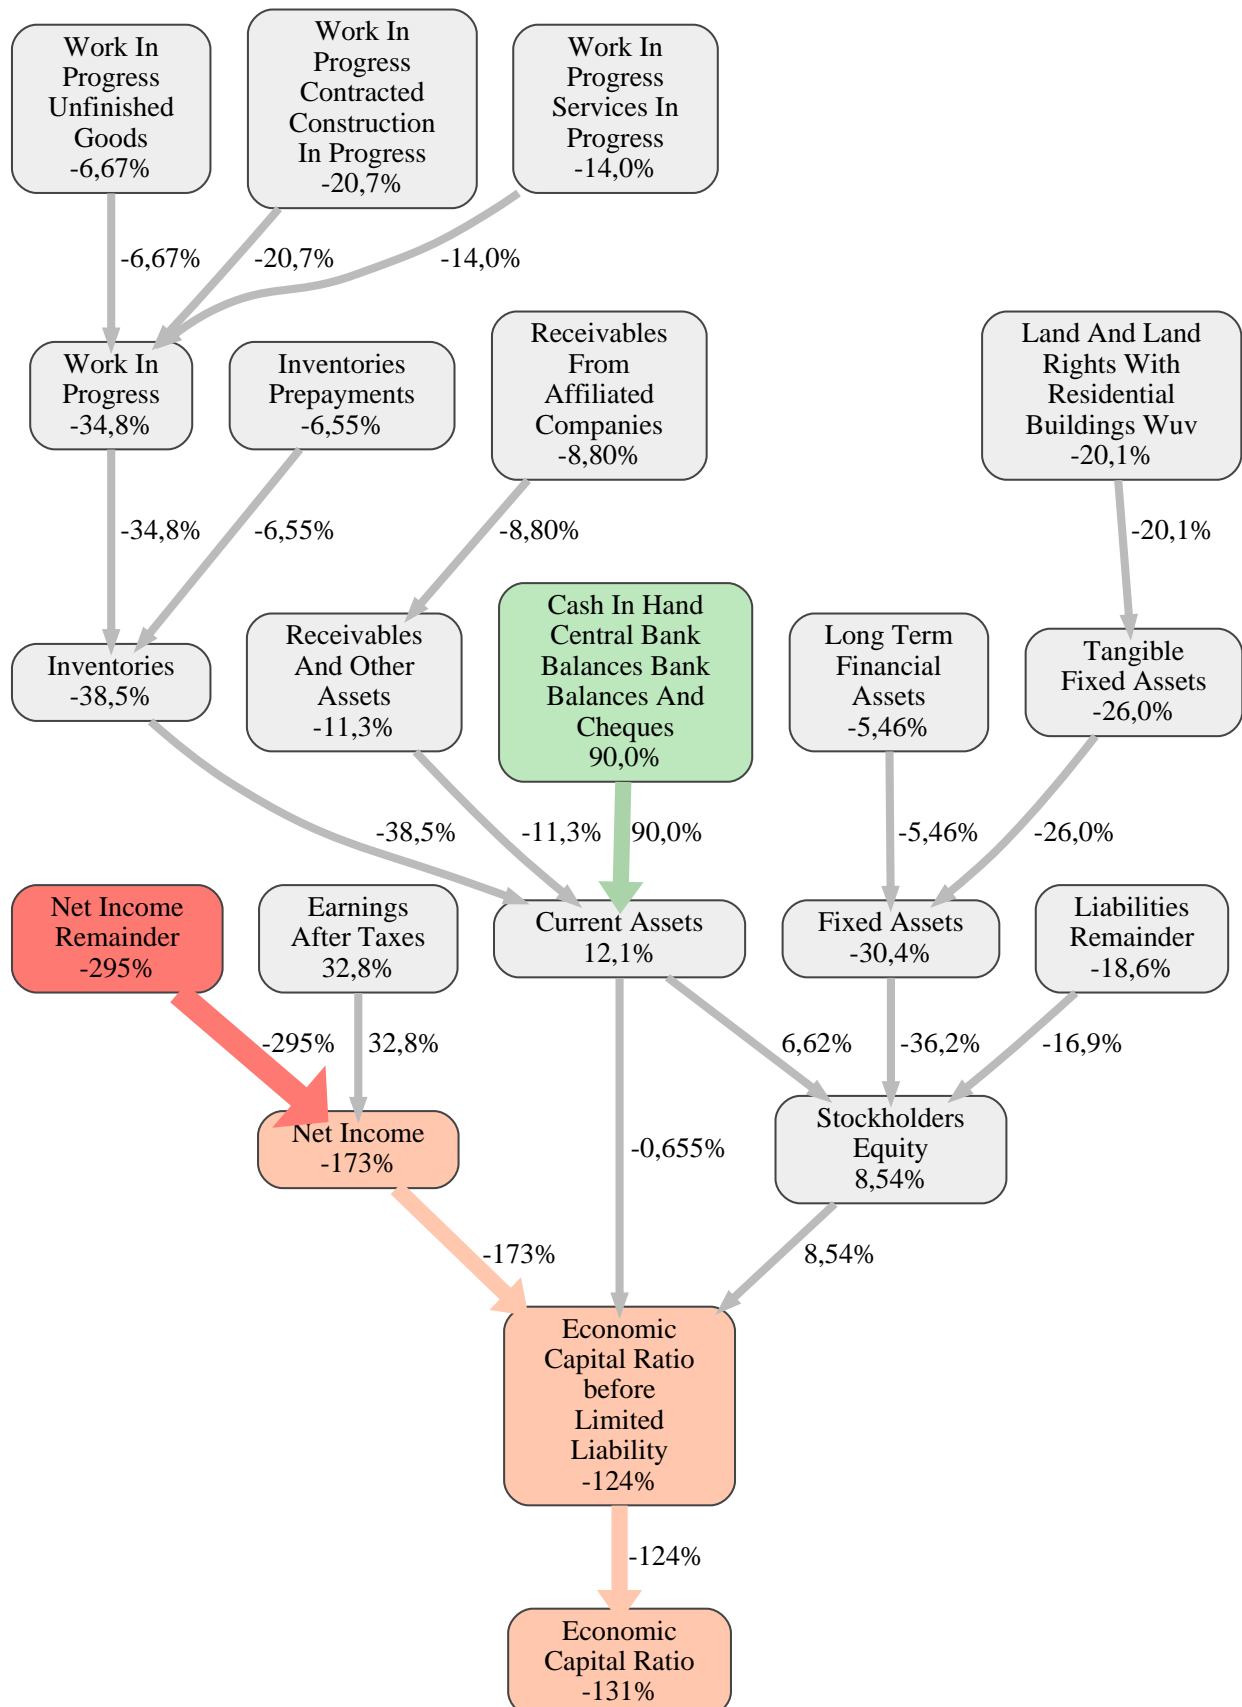 Work In
Progress
Unfinished
Goods
-6,67%
Work In
Progress
Contracted
Construction
In Progress
-20,7%
Work In
Progress
Services In
Progress
-14,0%
-6,67%
-20,7%
-14,0%
Work In
Progress
-34,8%
Inventories
Prepayments
-6,55%
Receivables
From
Affiliated
Companies
-8,80%
Land And Land
Rights With
Residential
Buildings Wuv
-20,1%
-34,8%
-6,55%
-8,80%
-20,1%
Inventories
-38,5%
Receivables
And Other
Assets
-11,3%
Cash In Hand
Central Bank
Balances Bank
Balances And
Cheques
90,0%
Long Term
Financial
Assets
-5,46%
Tangible
Fixed Assets
-26,0%
-38,5%
-11,3%
90,0%
-5,46%
-26,0%
Net Income
Remainder
-295%
Earnings
After Taxes
32,8%
Current Assets
12,1%
Fixed Assets
-30,4%
Liabilities
Remainder
-18,6%
-295%
32,8%
6,62%
-36,2%
-16,9%
Net Income
-173%
-0,655%
Stockholders
Equity
8,54%
-173%
8,54%
Economic
Capital Ratio
before
Limited
Liability
-124%
-124%
Economic
Capital Ratio
-131%